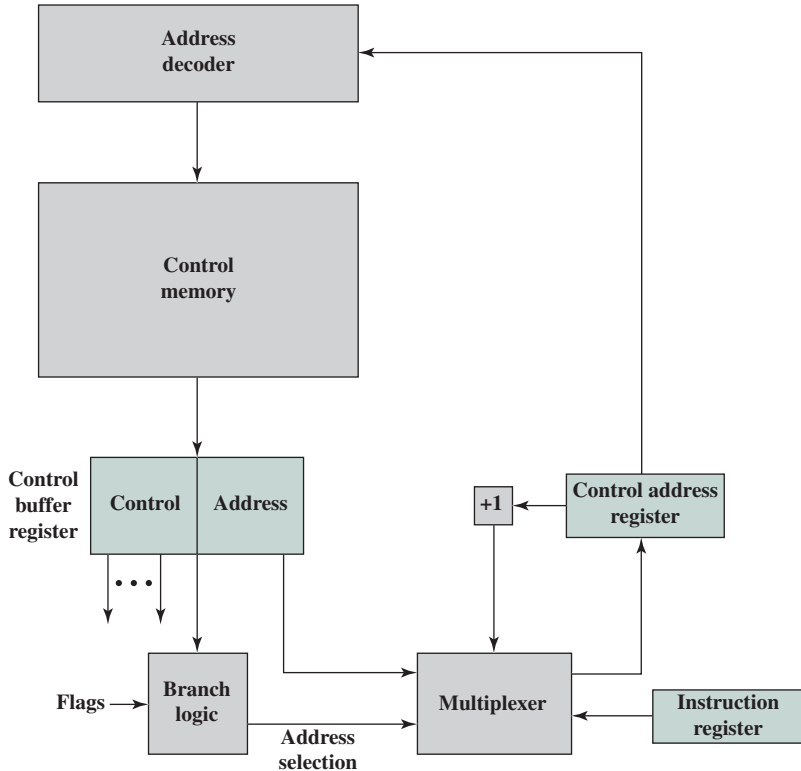 Address
decoder
Control
memory
Control
buffer
register
Control
Address
+1
Control address
register
Flags
Branch
logic
Address
selection
Multiplexer
Instruction
register